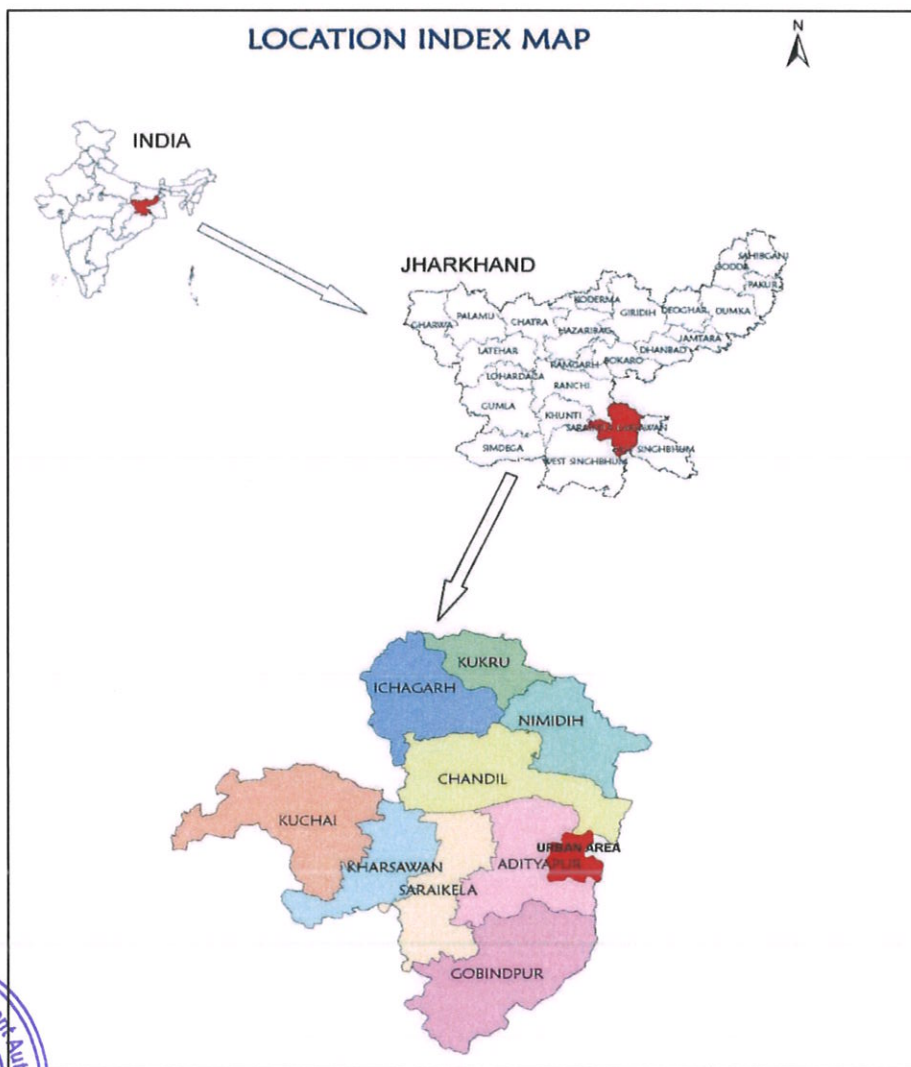 LOCATION INDEX MAP
N
INDIA
JHARKHAND
SAHIBGANJ
GODDA
PAKUR
KODERMA
GIRIDIH
DEOGHAR
DUMKA
GHARWA
PALAMU
CHATRA
HAZARIBAG
JAMTARA
DHANBAD
LATEHAR
RAMGARH
BOKARO
LOHARDAGA
RANCHI
GUMLA
KHUNTI
SIMDEGA
WEST SINGHBHUM
SINGHBHUM
KUKRU
ICHAGARH
NIMIDIH
CHANDIL
KUCHAI
URBAN AREA
KHARSAWAN
ADITYAPUR
SARAIKELA
GOBINDPUR